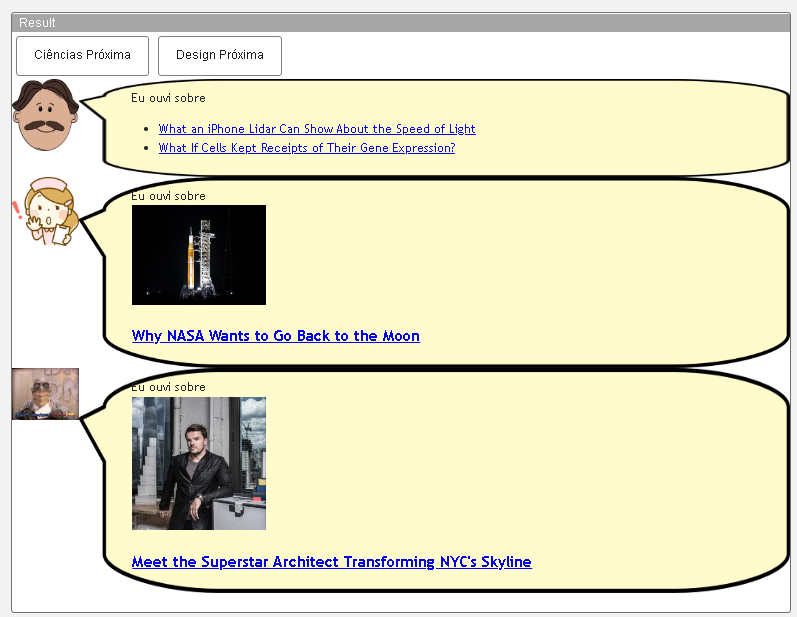 Result
Ciências Próxima
Design Próxima
Eu ouvi sobre
What an iPhone Lidar Can Show About the Speed of Light
What If Cells Kept Receipts of Their Gene Expression?
Eu ouvi sobre
Why NASA Wants to Go Back to the Moon
Eu ouvi sobre
Meet the Superstar Architect Transforming NYC's Skyline